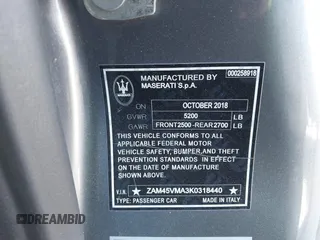 000258918
MANUFACTURED BY
MASERATI S.p.A.
ON OCTOBER 2018
GVWR 5200 LB
GAWR FRONT2500-REAR2700 LB
THIS VEHICLE CONFORMS TO ALL
APPLICABLE FEDERAL MOTOR
VEHICLE SAFETY, BUMPER,AND THEFT
PREVENTION STANDARDS IN EFFECT
ON THE DATE OF MANUFACTURE
SHOWN ABOVE
V.I.N. ZAM45VMA3K0318440
TYPE: PASSENGER CAR MADE IN ITALY
© 2023 BIDHISTORY